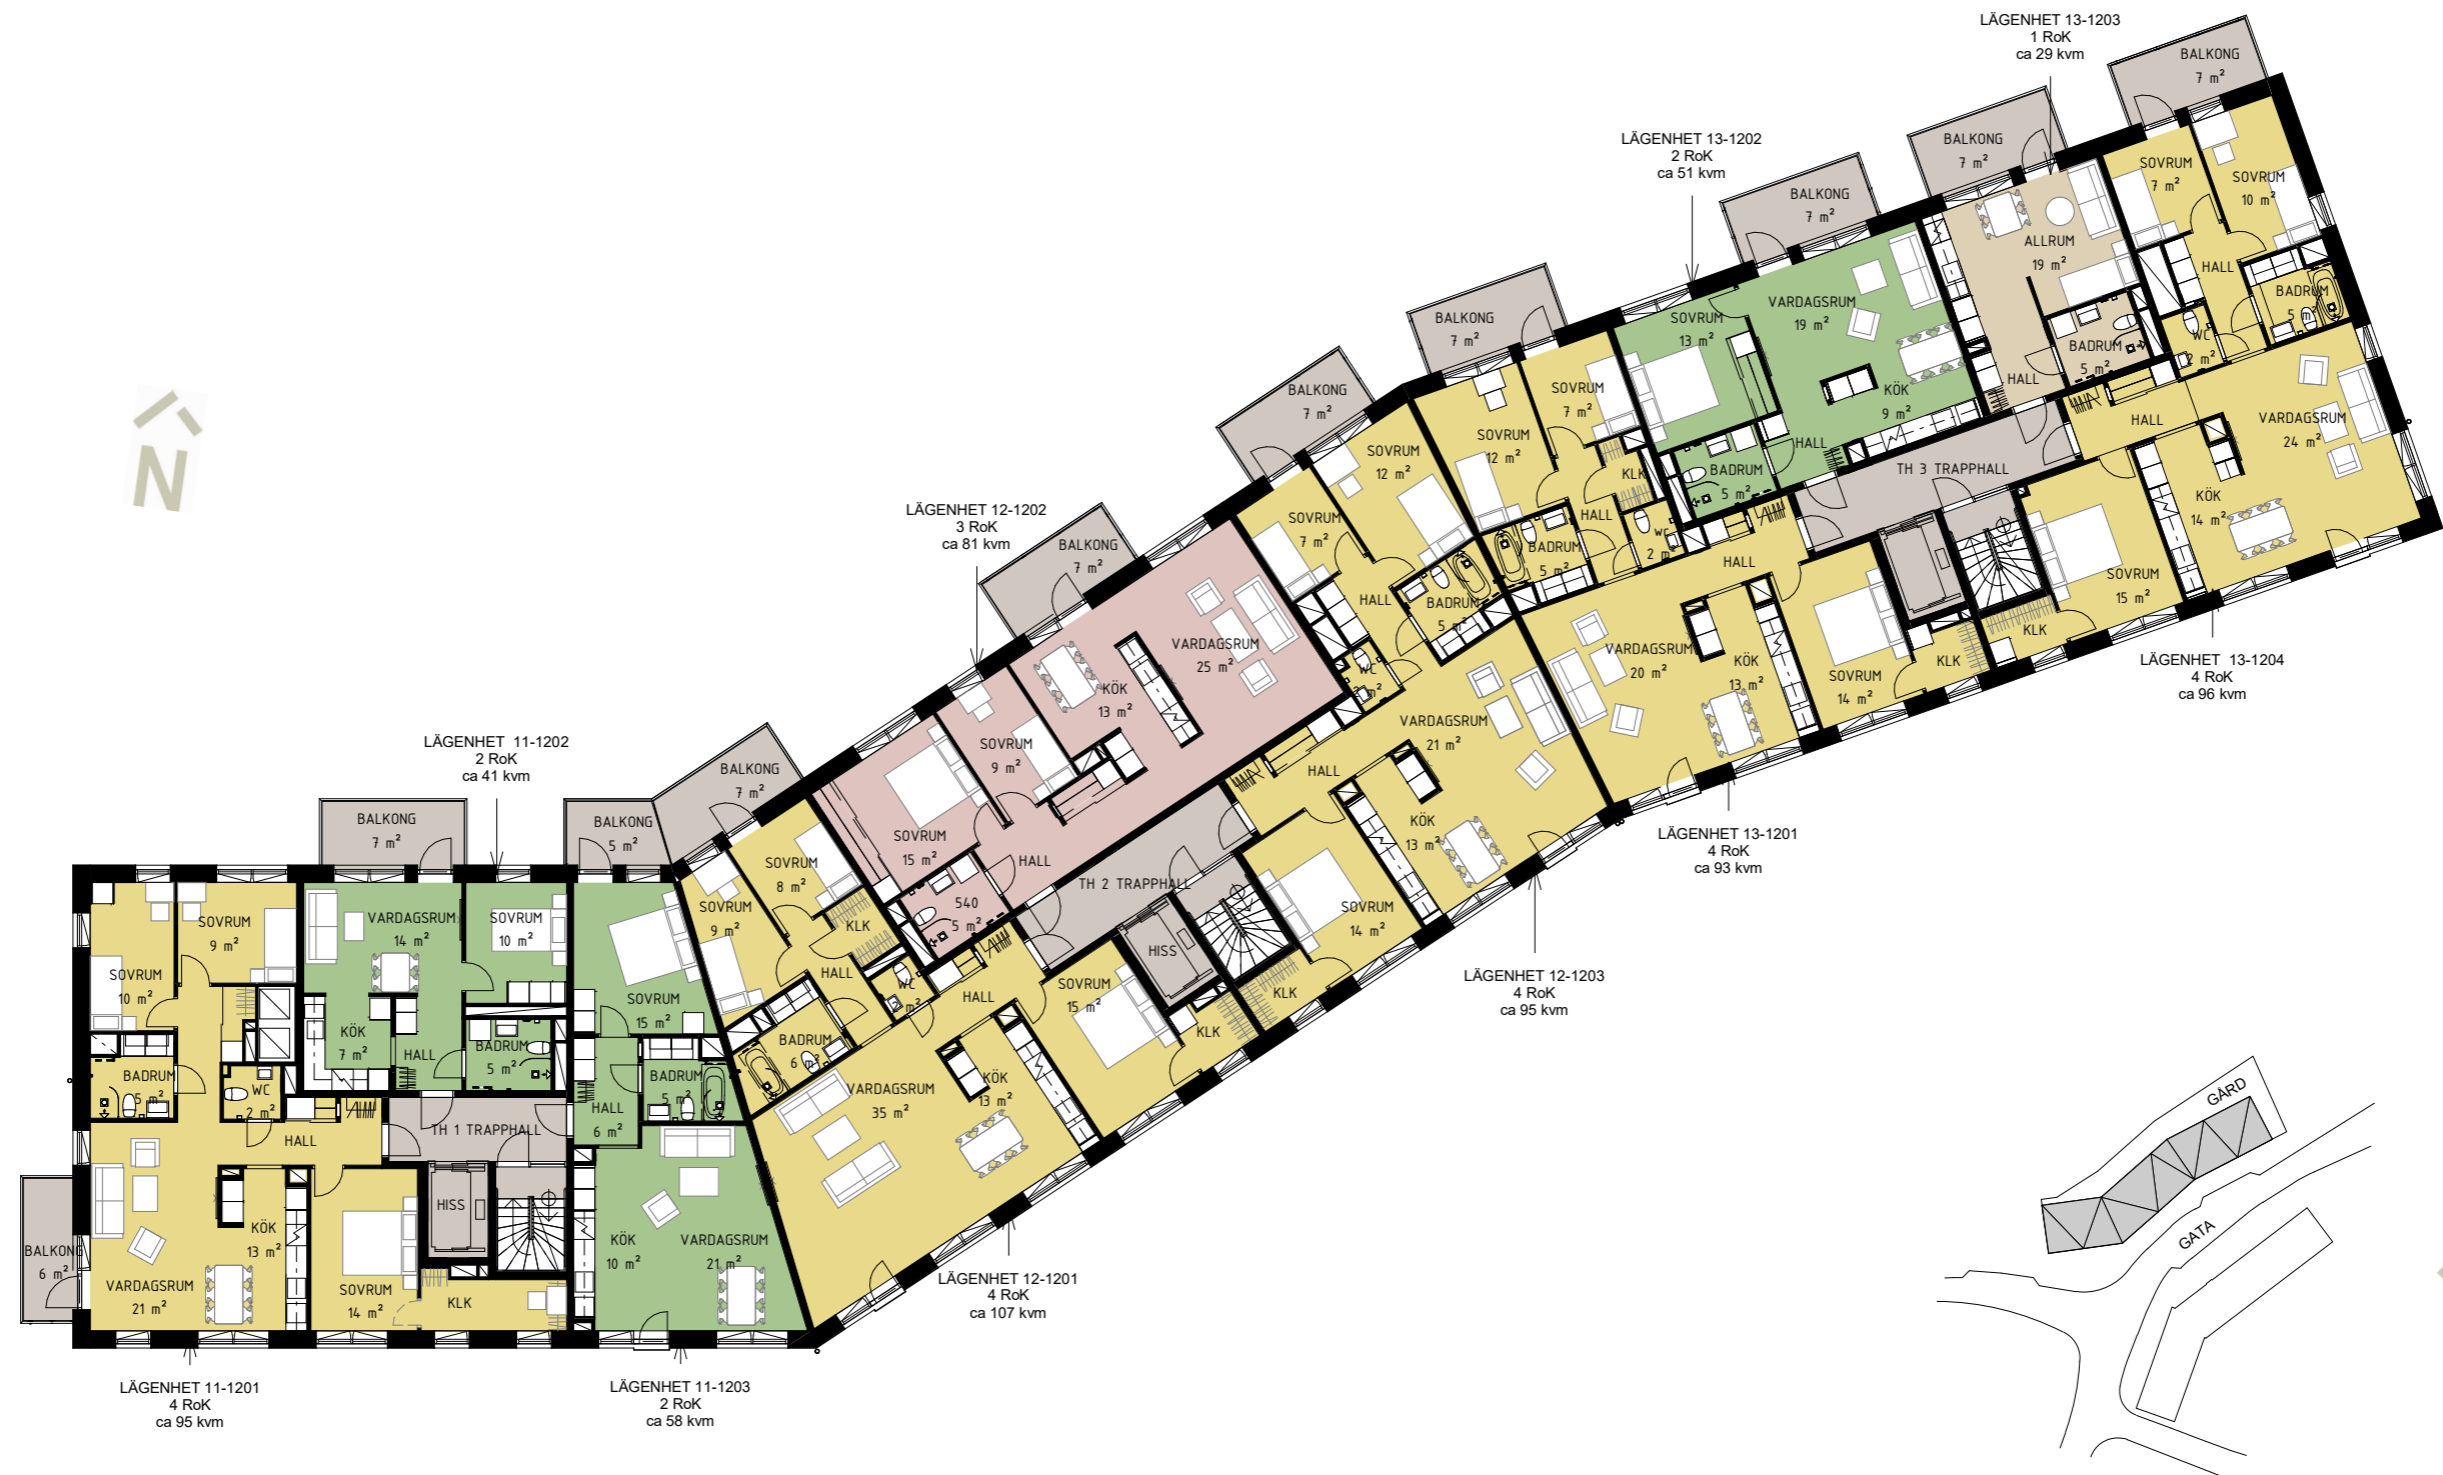 LÄGENHET 13-1203
1 RoK
ca 29 kvm
BALKONG
7 m²
LÄGENHET 13-1202
2 RoK
ca 51 kvm
BALKONG
7 m²
BALKONG
7 m²
SOVRUM
7 m²
SOVRUM
10 m²
ALLRUM
19 m²
HALL
BADRUM
5 m²
WC
2 m²
BADRUM
5 m²
HALL
VARDAGSRUM
19 m²
SOVRUM
13 m²
KÖK
9 m²
HALL
BADRUM
5 m²
BALKONG
7 m²
BALKONG
7 m²
SOVRUM
7 m²
SOVRUM
12 m²
KLK
HALL
WC
2 m²
BADRUM
5 m²
HALL
TH 3 TRAPPHALL
HALL
VARDAGSRUM
24 m²
KÖK
14 m²
SOVRUM
15 m²
KLK
LÄGENHET 13-1204
4 RoK
ca 96 kvm
VARDAGSRUM
20 m²
KÖK
13 m²
SOVRUM
14 m²
KLK
LÄGENHET 13-1201
4 RoK
ca 93 kvm
N
LÄGENHET 12-1202
3 RoK
ca 81 kvm
BALKONG
7 m²
SOVRUM
12 m²
SOVRUM
7 m²
HALL
BADRUM
5 m²
WC
2 m²
VARDAGSRUM
21 m²
HALL
KÖK
13 m²
SOVRUM
14 m²
KLK
LÄGENHET 12-1203
4 RoK
ca 95 kvm
VARDAGSRUM
25 m²
KÖK
13 m²
SOVRUM
9 m²
SOVRUM
15 m²
HALL
540
5 m²
TH 2 TRAPPHALL
HISS
LÄGENHET 11-1202
2 RoK
ca 41 kvm
BALKONG
7 m²
BALKONG
5 m²
BALKONG
7 m²
SOVRUM
8 m²
SOVRUM
9 m²
KLK
HALL
WC
2 m²
HALL
BADRUM
6 m²
SOVRUM
15 m²
KLK
VARDAGSRUM
35 m²
KÖK
13 m²
LÄGENHET 12-1201
4 RoK
ca 107 kvm
SOVRUM
9 m²
SOVRUM
10 m²
BADRUM
5 m²
WC
2 m²
HALL
VARDAGSRUM
14 m²
SOVRUM
10 m²
KÖK
7 m²
HALL
BADRUM
5 m²
TH 1 TRAPPHALL
HISS
SOVRUM
15 m²
BADRUM
5 m²
HALL
6 m²
KÖK
10 m²
VARDAGSRUM
21 m²
BALKONG
6 m²
VARDAGSRUM
21 m²
KÖK
13 m²
SOVRUM
14 m²
KLK
LÄGENHET 11-1201
4 RoK
ca 95 kvm
LÄGENHET 11-1203
2 RoK
ca 58 kvm
GÅRD
GATA